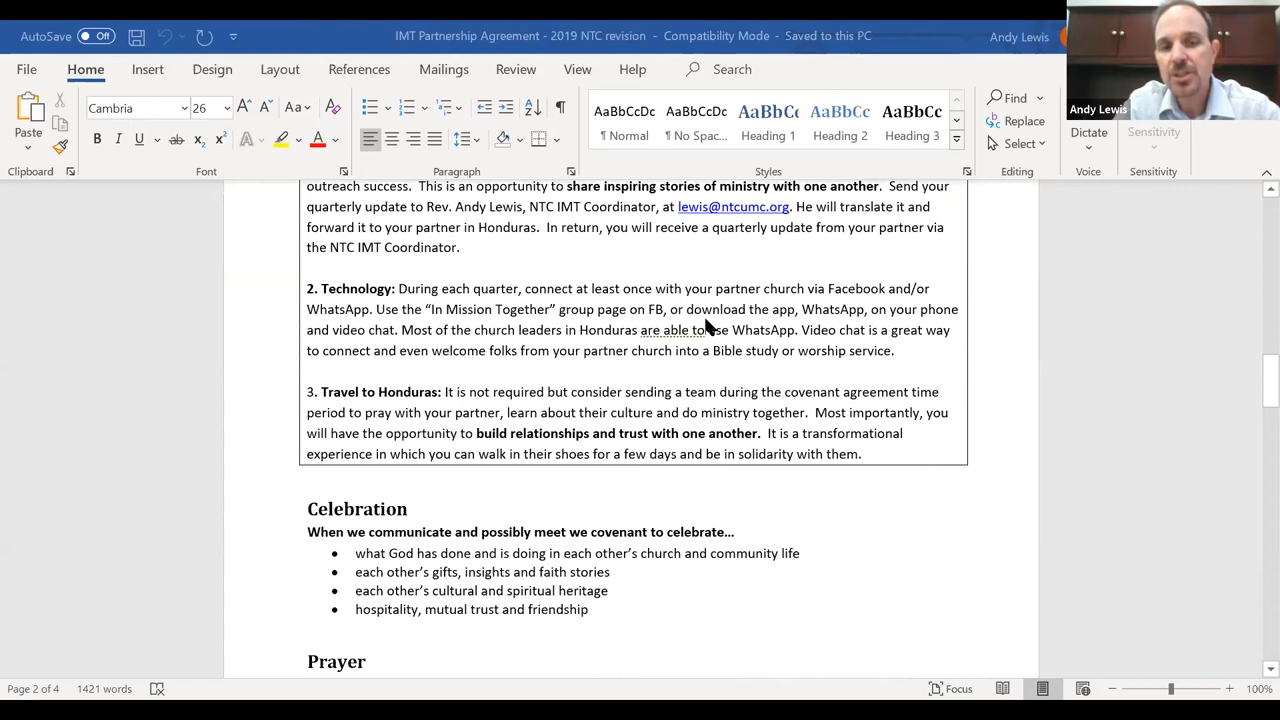 AutoSave Off
IMT Partnership Agreement - 2019 NTC revision - Compatibility Mode - Saved to this PC
Andy Lewis
File Home Insert Design Layout References Mailings Review View Help Search
Andy Lewis
Paste
Cambria 26
Aa
B I U ab x₂ x² A A
AaBbCcDc AaBbCcDc AaBbCc AaBbCc AaBbCc
¶ Normal ¶ No Spac... Heading 1 Heading 2 Heading 3
Find
Replace
Select
Dictate
Sensitivity
Clipboard Font Paragraph Styles Editing Voice Sensitivity
outreach success. This is an opportunity to share inspiring stories of ministry with one another. Send your
quarterly update to Rev. Andy Lewis, NTC IMT Coordinator, at lewis@ntcumc.org. He will translate it and
forward it to your partner in Honduras. In return, you will receive a quarterly update from your partner via
the NTC IMT Coordinator.
2. Technology: During each quarter, connect at least once with your partner church via Facebook and/or
WhatsApp. Use the “In Mission Together” group page on FB, or download the app, WhatsApp, on your phone
and video chat. Most of the church leaders in Honduras are able to use WhatsApp. Video chat is a great way
to connect and even welcome folks from your partner church into a Bible study or worship service.
3. Travel to Honduras: It is not required but consider sending a team during the covenant agreement time
period to pray with your partner, learn about their culture and do ministry together. Most importantly, you
will have the opportunity to build relationships and trust with one another. It is a transformational
experience in which you can walk in their shoes for a few days and be in solidarity with them.
Celebration
When we communicate and possibly meet we covenant to celebrate…
• what God has done and is doing in each other’s church and community life
• each other’s gifts, insights and faith stories
• each other’s cultural and spiritual heritage
• hospitality, mutual trust and friendship
Prayer
Page 2 of 4 1421 words Focus 100%